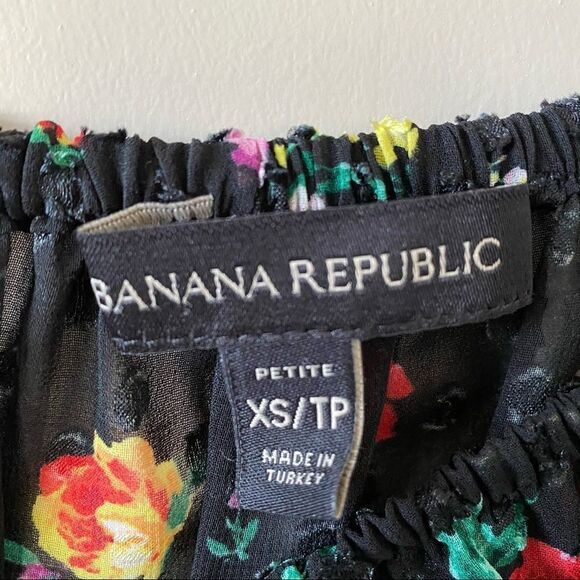 BANANA REPUBLIC
PETITE
XS/TP
MADE IN
TURKEY